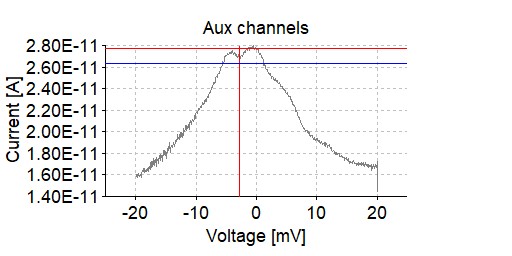 Aux channels
Current [A]
2.80E-11
2.60E-11
2.40E-11
2.20E-11
2.00E-11
1.80E-11
1.60E-11
1.40E-11
-20 -10 0 10 20
Voltage [mV]